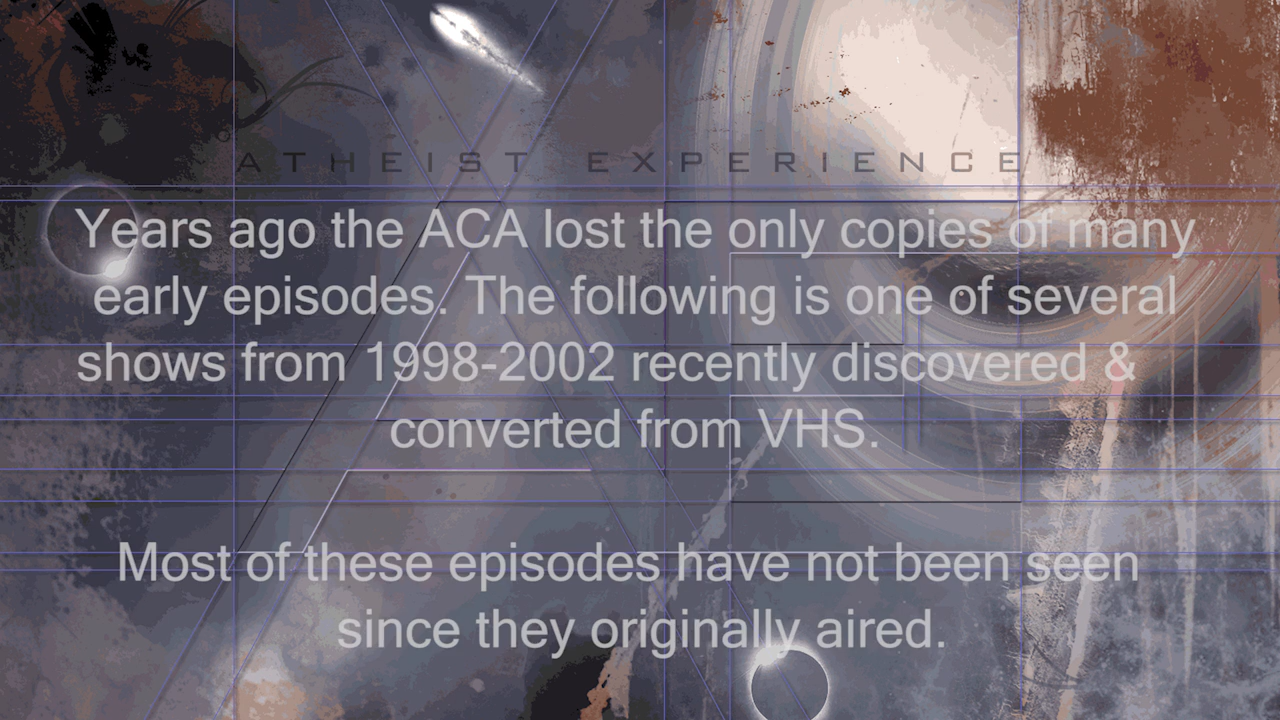 ATHEIST EXPERIENCE
Years ago the ACA lost the only copies of many
early episodes. The following is one of several
shows from 1998-2002 recently discovered &
converted from VHS.
Most of these episodes have not been seen
since they originally aired.